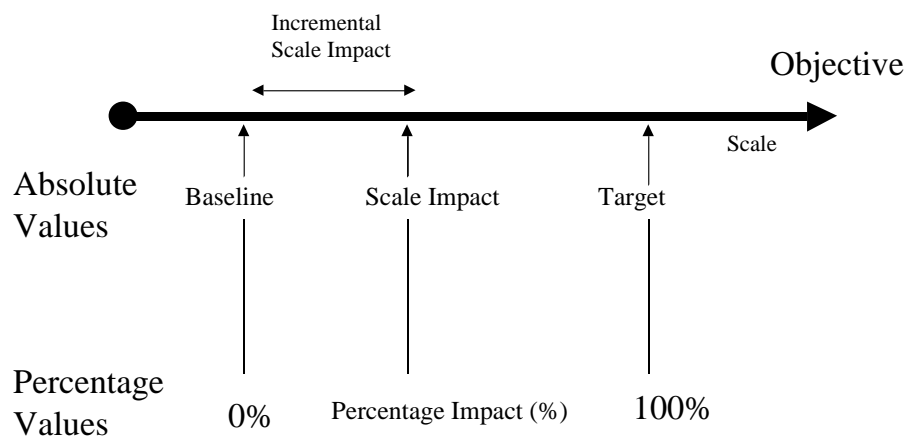 Incremental
Scale Impact
Objective
Scale
Absolute
Values
Baseline
Scale Impact
Target
Percentage
Values
0%
Percentage Impact (%)
100%